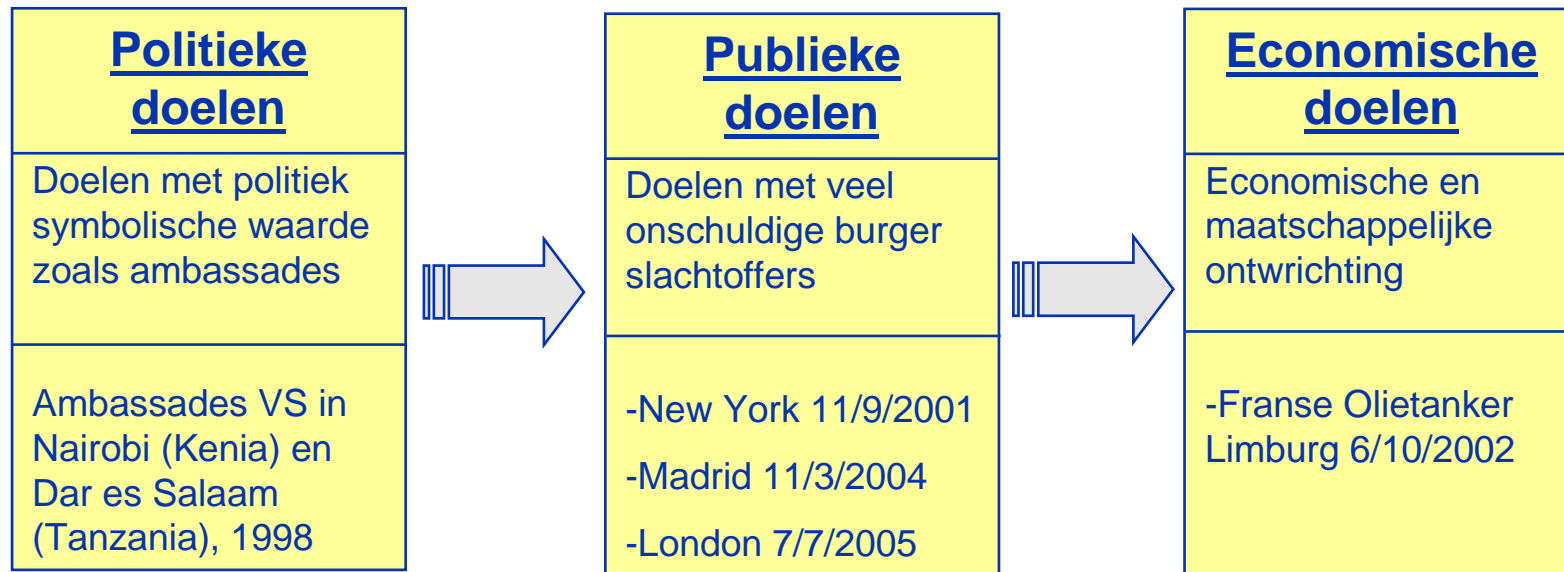 Politieke
doelen
Doelen met politiek
symbolische waarde
zoals ambassades
Ambassades VS in
Nairobi (Kenia) en
Dar es Salaam
(Tanzania), 1998
Publieke
doelen
Doelen met veel
onschuldige burger
slachtoffers
-New York 11/9/2001
-Madrid 11/3/2004
-London 7/7/2005
Economische
doelen
Economische en
maatschappelijke
ontwrichting
-Franse Olietanker
Limburg 6/10/2002